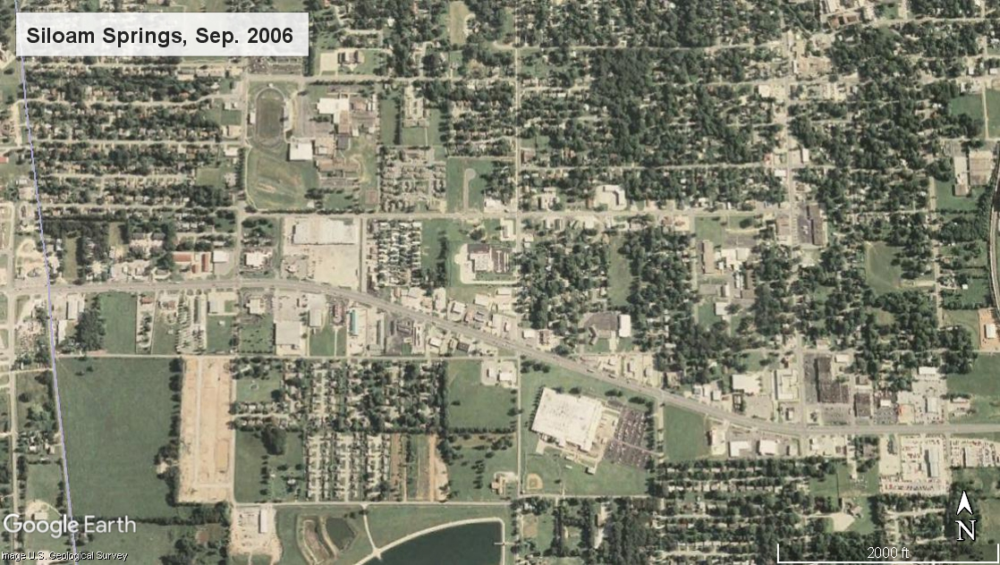 Siloam Springs, Sep. 2006
Google Earth
N
Image U.S. Geological Survey
2000 ft